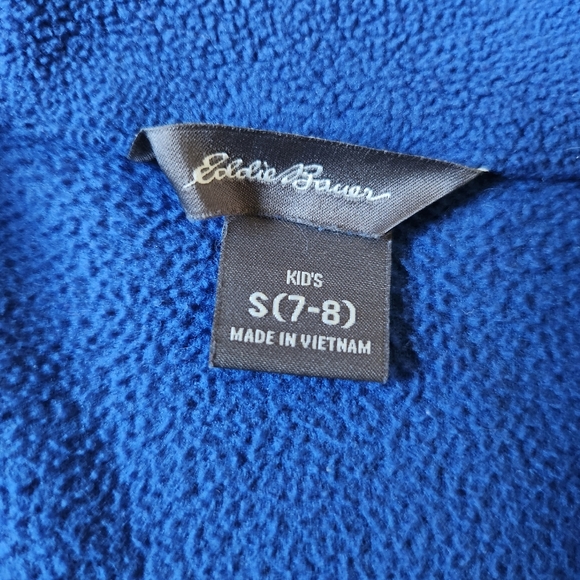 Eddie Bauer
KID'S
S(7-8)
MADE IN VIETNAM